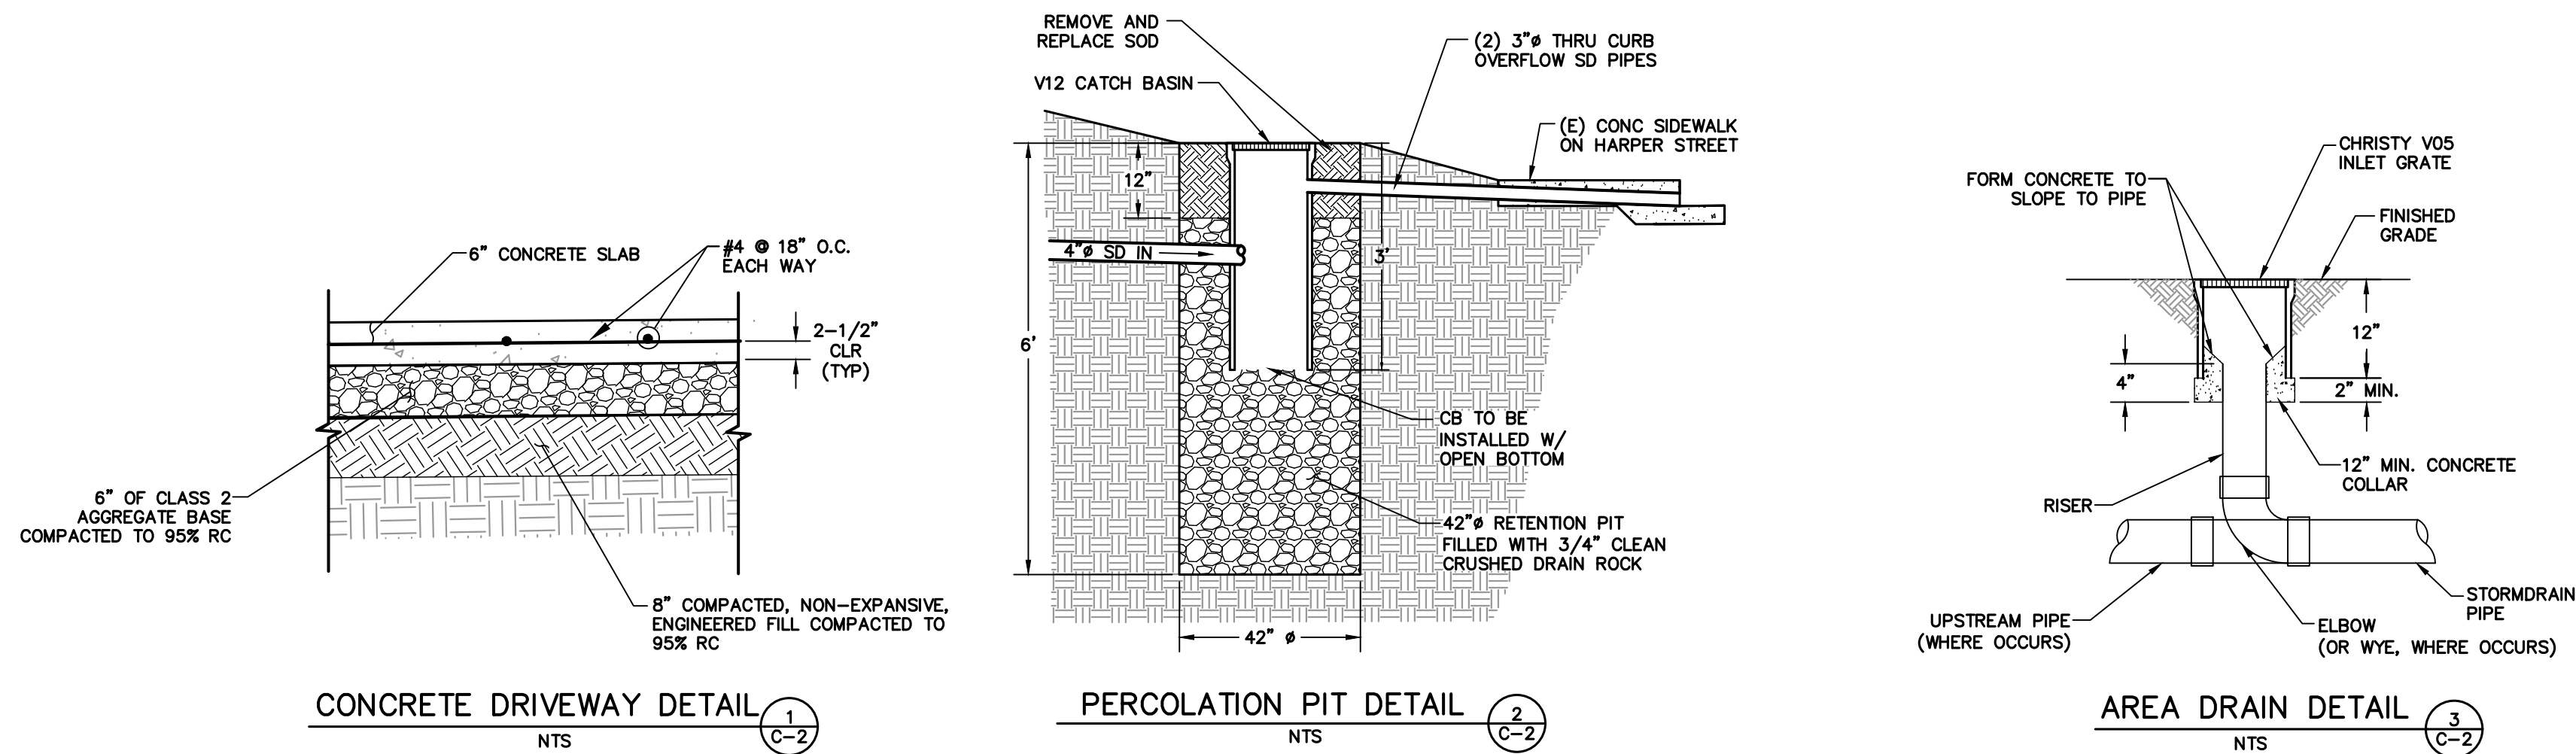 6" CONCRETE SLAB
#4 @ 18" O.C.
EACH WAY
2-1/2"
CLR
(TYP)
6" OF CLASS 2
AGGREGATE BASE
COMPACTED TO 95% RC
8" COMPACTED, NON-EXPANSIVE,
ENGINEERED FILL COMPACTED TO
95% RC
CONCRETE DRIVEWAY DETAIL
NTS
1
C-2
REMOVE AND
REPLACE SOD
V12 CATCH BASIN
(2) 3"ø THRU CURB
OVERFLOW SD PIPES
(E) CONC SIDEWALK
ON HARPER STREET
12"
4"ø SD IN
3'
6'
CB TO BE
INSTALLED W/
OPEN BOTTOM
42"ø RETENTION PIT
FILLED WITH 3/4" CLEAN
CRUSHED DRAIN ROCK
42" ø
PERCOLATION PIT DETAIL
NTS
2
C-2
CHRISTY V05
INLET GRATE
FORM CONCRETE TO
SLOPE TO PIPE
FINISHED
GRADE
12"
4"
2" MIN.
12" MIN. CONCRETE
COLLAR
RISER
STORMDRAIN
PIPE
UPSTREAM PIPE
(WHERE OCCURS)
ELBOW
(OR WYE, WHERE OCCURS)
AREA DRAIN DETAIL
NTS
3
C-2